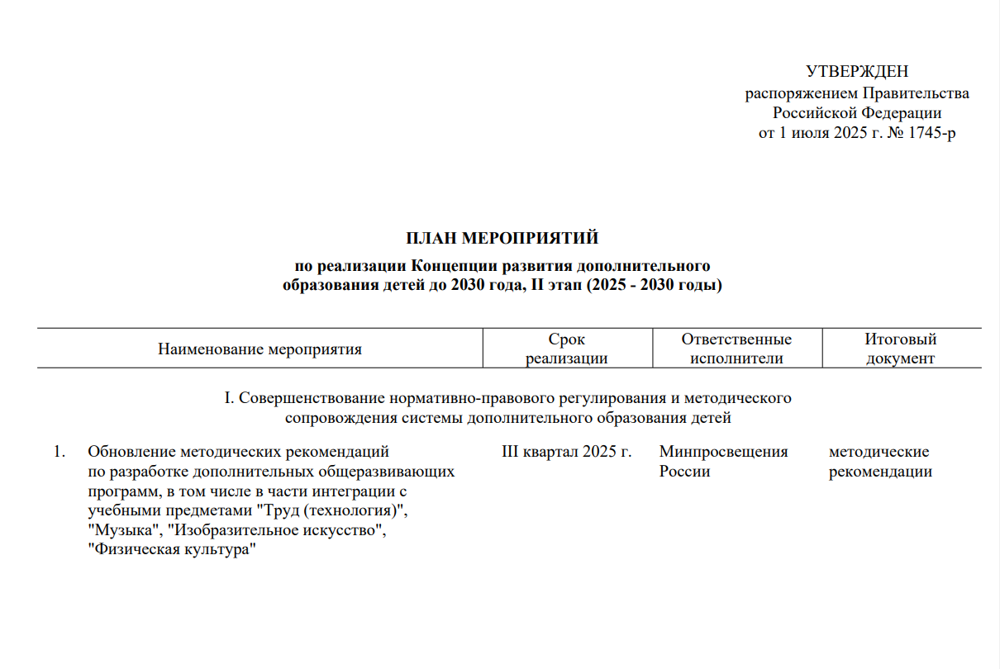 УТВЕРЖДЕН
распоряжением Правительства
Российской Федерации
от 1 июля 2025 г. № 1745-р
ПЛАН МЕРОПРИЯТИЙ
по реализации Концепции развития дополнительного
образования детей до 2030 года, II этап (2025 - 2030 годы)
Наименование мероприятия
Срок
реализации
Ответственные
исполнители
Итоговый
документ
I. Совершенствование нормативно-правового регулирования и методического
сопровождения системы дополнительного образования детей
1. Обновление методических рекомендаций
по разработке дополнительных общеразвивающих
программ, в том числе в части интеграции с
учебными предметами "Труд (технология)",
"Музыка", "Изобразительное искусство",
"Физическая культура"
III квартал 2025 г.
Минпросвещения
России
методические
рекомендации